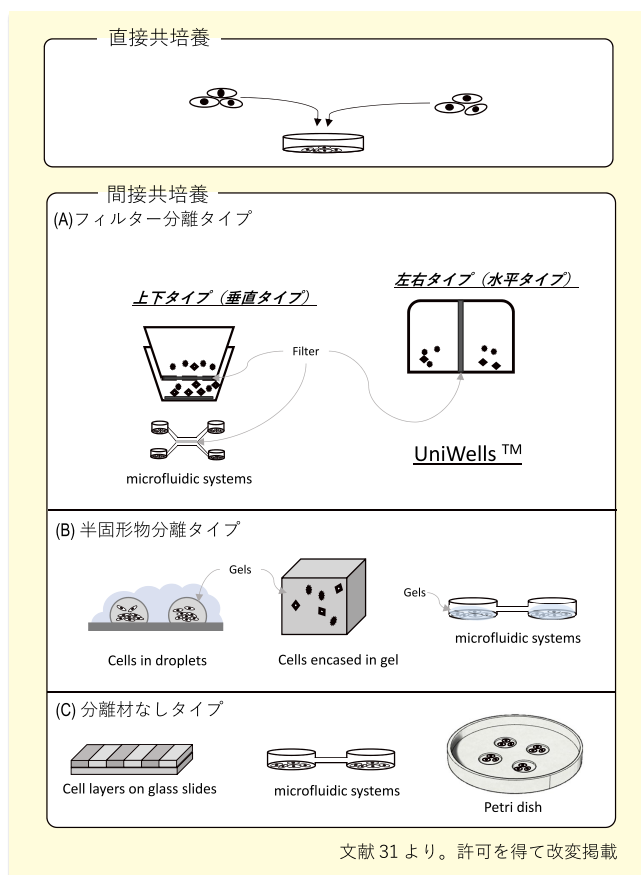 直接共培養
間接共培養
(A)フィルター分離タイプ
上下タイプ（垂直タイプ）
左右タイプ（水平タイプ）
Filter
microfluidic systems
UniWells TM
(B) 半固形物分離タイプ
Gels
Gels
Cells in droplets
Cells encased in gel
microfluidic systems
(C) 分離材なしタイプ
Cell layers on glass slides
microfluidic systems
Petri dish
文献 31 より。許可を得て改変掲載